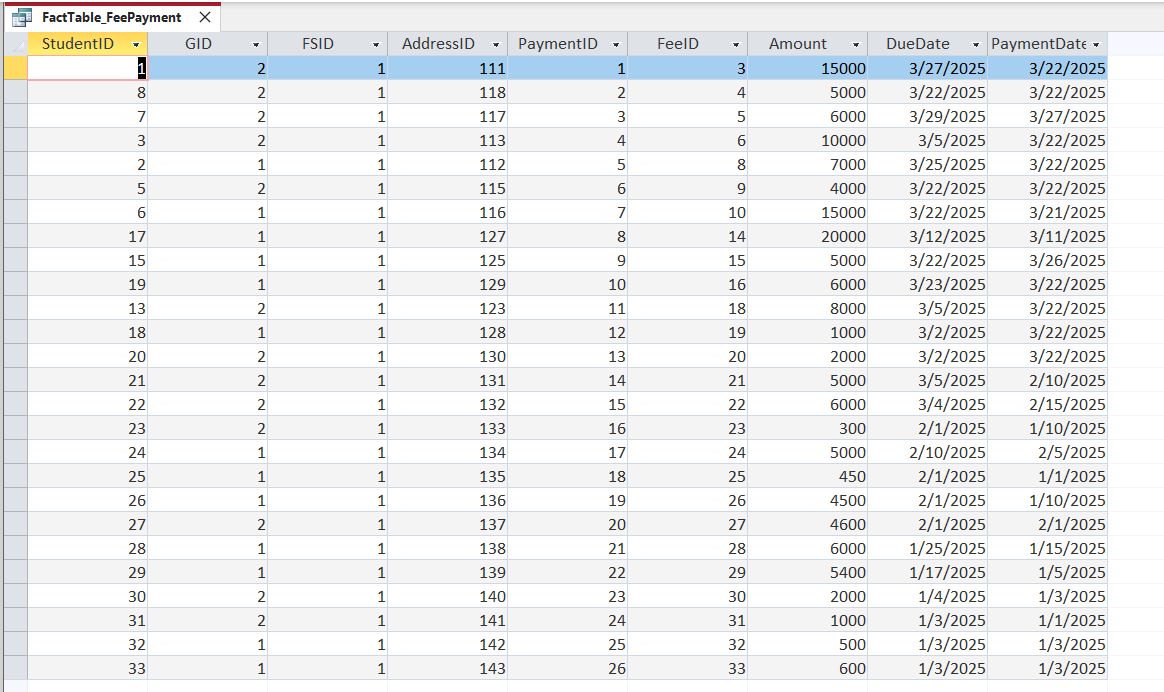 FactTable_FeePayment
StudentID GID FSID AddressID PaymentID FeeID Amount DueDate PaymentDate
1 2 1 111 1 3 15000 3/27/2025 3/22/2025
8 2 1 118 2 4 5000 3/22/2025 3/22/2025
7 2 1 117 3 5 6000 3/29/2025 3/27/2025
3 2 1 113 4 6 10000 3/5/2025 3/22/2025
2 1 1 112 5 8 7000 3/25/2025 3/22/2025
5 2 1 115 6 9 4000 3/22/2025 3/22/2025
6 1 1 116 7 10 15000 3/22/2025 3/21/2025
17 1 1 127 8 14 20000 3/12/2025 3/11/2025
15 1 1 125 9 15 5000 3/22/2025 3/26/2025
19 1 1 129 10 16 6000 3/23/2025 3/22/2025
13 2 1 123 11 18 8000 3/5/2025 3/22/2025
18 1 1 128 12 19 1000 3/2/2025 3/22/2025
20 2 1 130 13 20 2000 3/2/2025 3/22/2025
21 2 1 131 14 21 5000 3/5/2025 2/10/2025
22 2 1 132 15 22 6000 3/4/2025 2/15/2025
23 2 1 133 16 23 300 2/1/2025 1/10/2025
24 1 1 134 17 24 5000 2/10/2025 2/5/2025
25 1 1 135 18 25 450 2/1/2025 1/1/2025
26 1 1 136 19 26 4500 2/1/2025 1/10/2025
27 2 1 137 20 27 4600 2/1/2025 2/1/2025
28 1 1 138 21 28 6000 1/25/2025 1/15/2025
29 1 1 139 22 29 5400 1/17/2025 1/5/2025
30 2 1 140 23 30 2000 1/4/2025 1/3/2025
31 2 1 141 24 31 1000 1/3/2025 1/1/2025
32 1 1 142 25 32 500 1/3/2025 1/3/2025
33 1 1 143 26 33 600 1/3/2025 1/3/2025